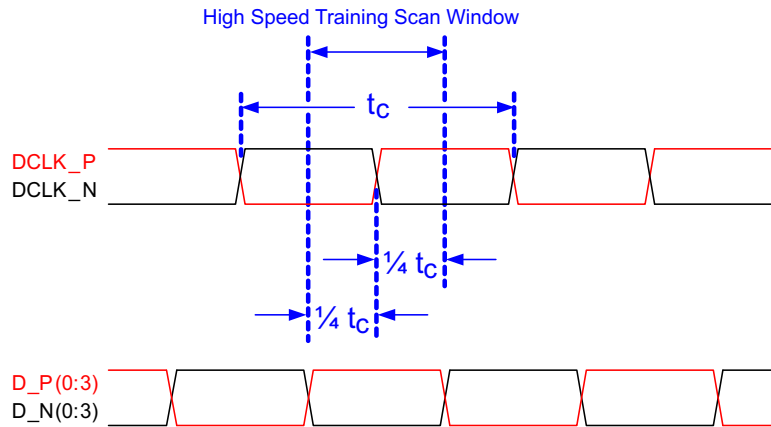 High Speed Training Scan Window
tC
DCLK_P
DCLK_N
¼ tC
¼ tC
D_P(0:3)
D_N(0:3)